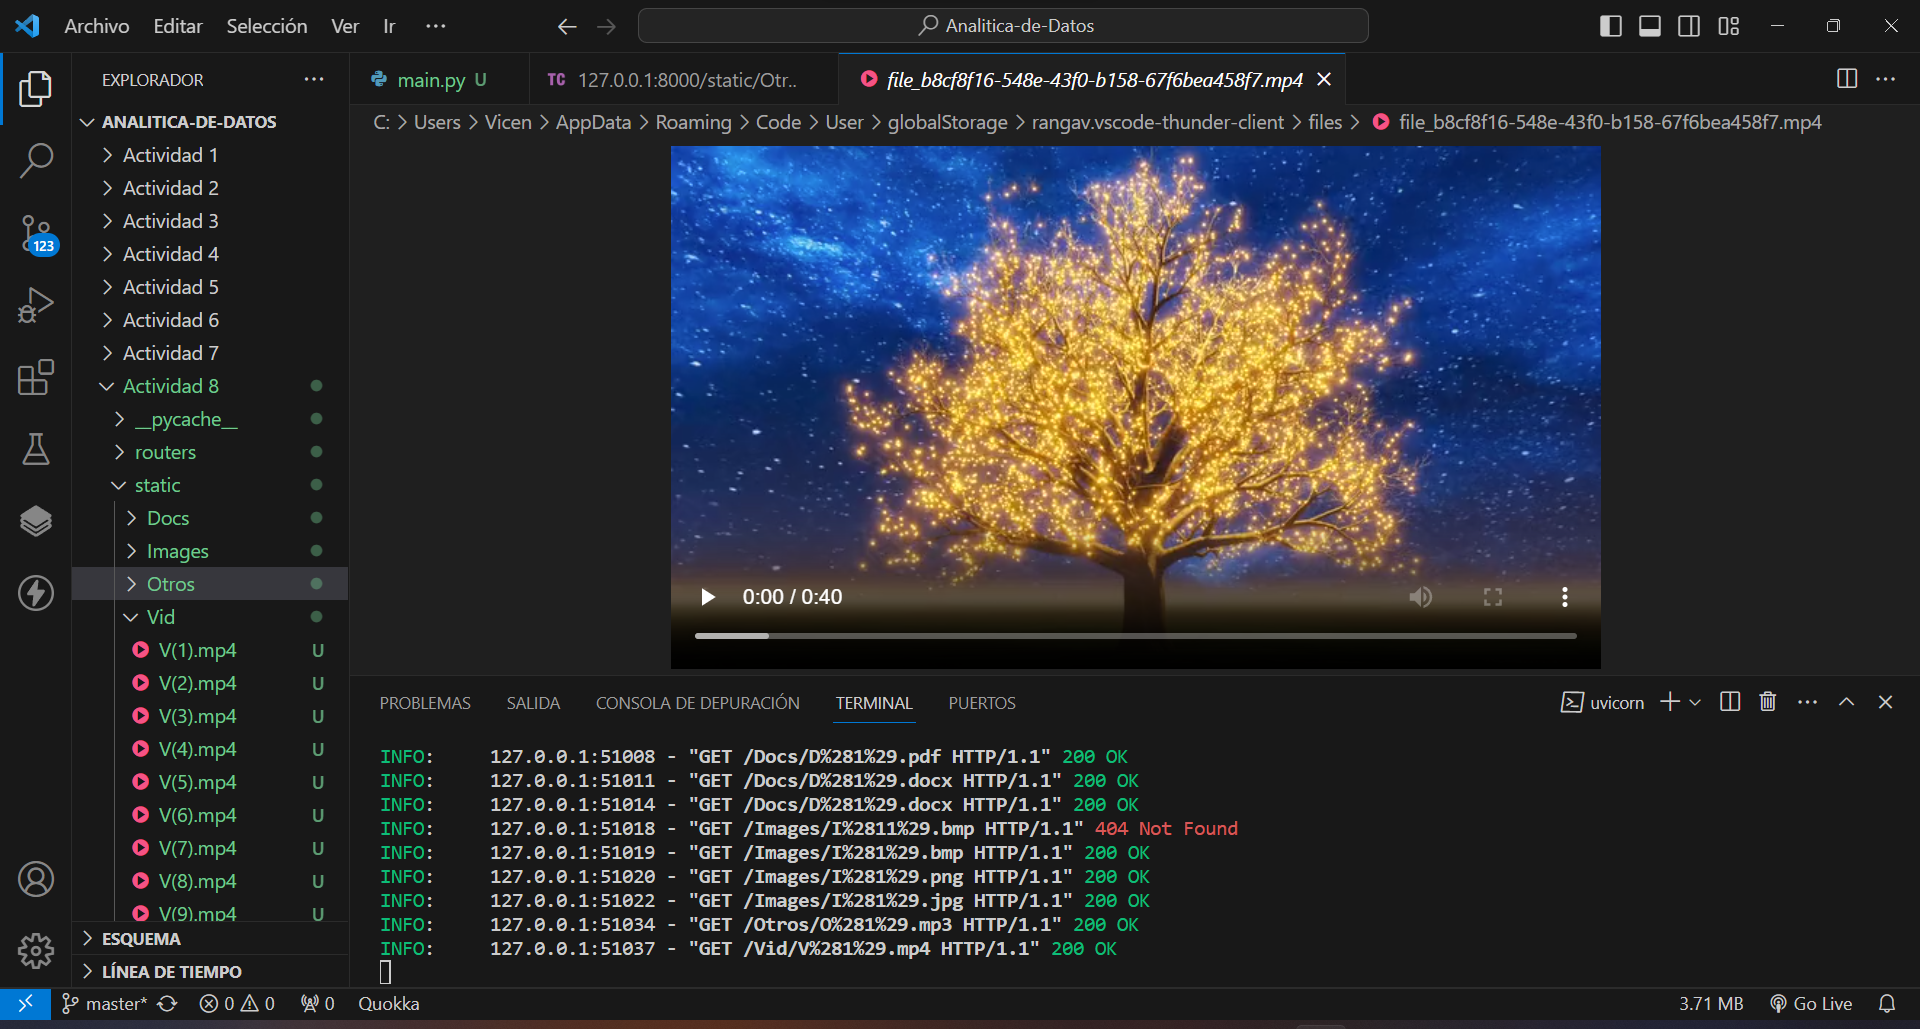 Archivo Editar Selección Ver Ir ··· Analitica-de-Datos
EXPLORADOR ···
main.py U
TC 127.0.0.1:8000/static/Otr..
file_b8cf8f16-548e-43f0-b158-67f6bea458f7.mp4
C: > Users > Vicen > AppData > Roaming > Code > User > globalStorage > rangav.vscode-thunder-client > files > file_b8cf8f16-548e-43f0-b158-67f6bea458f7.mp4
ANALITICA-DE-DATOS
Actividad 1
Actividad 2
Actividad 3
Actividad 4
Actividad 5
Actividad 6
Actividad 7
Actividad 8
__pycache__
routers
static
Docs
Images
Otros
Vid
V(1).mp4 U
V(2).mp4 U
V(3).mp4 U
V(4).mp4 U
V(5).mp4 U
V(6).mp4 U
V(7).mp4 U
V(8).mp4 U
V(9).mp4 U
ESQUEMA
LÍNEA DE TIEMPO
123
0:00 / 0:40
PROBLEMAS SALIDA CONSOLA DE DEPURACIÓN TERMINAL PUERTOS
uvicorn
INFO: 127.0.0.1:51008 - "GET /Docs/D%281%29.pdf HTTP/1.1" 200 OK
INFO: 127.0.0.1:51011 - "GET /Docs/D%281%29.docx HTTP/1.1" 200 OK
INFO: 127.0.0.1:51014 - "GET /Docs/D%281%29.docx HTTP/1.1" 200 OK
INFO: 127.0.0.1:51018 - "GET /Images/I%2811%29.bmp HTTP/1.1" 404 Not Found
INFO: 127.0.0.1:51019 - "GET /Images/I%281%29.bmp HTTP/1.1" 200 OK
INFO: 127.0.0.1:51020 - "GET /Images/I%281%29.png HTTP/1.1" 200 OK
INFO: 127.0.0.1:51022 - "GET /Images/I%281%29.jpg HTTP/1.1" 200 OK
INFO: 127.0.0.1:51034 - "GET /Otros/O%281%29.mp3 HTTP/1.1" 200 OK
INFO: 127.0.0.1:51037 - "GET /Vid/V%281%29.mp4 HTTP/1.1" 200 OK
master* 0 0 0 Quokka 3.71 MB Go Live